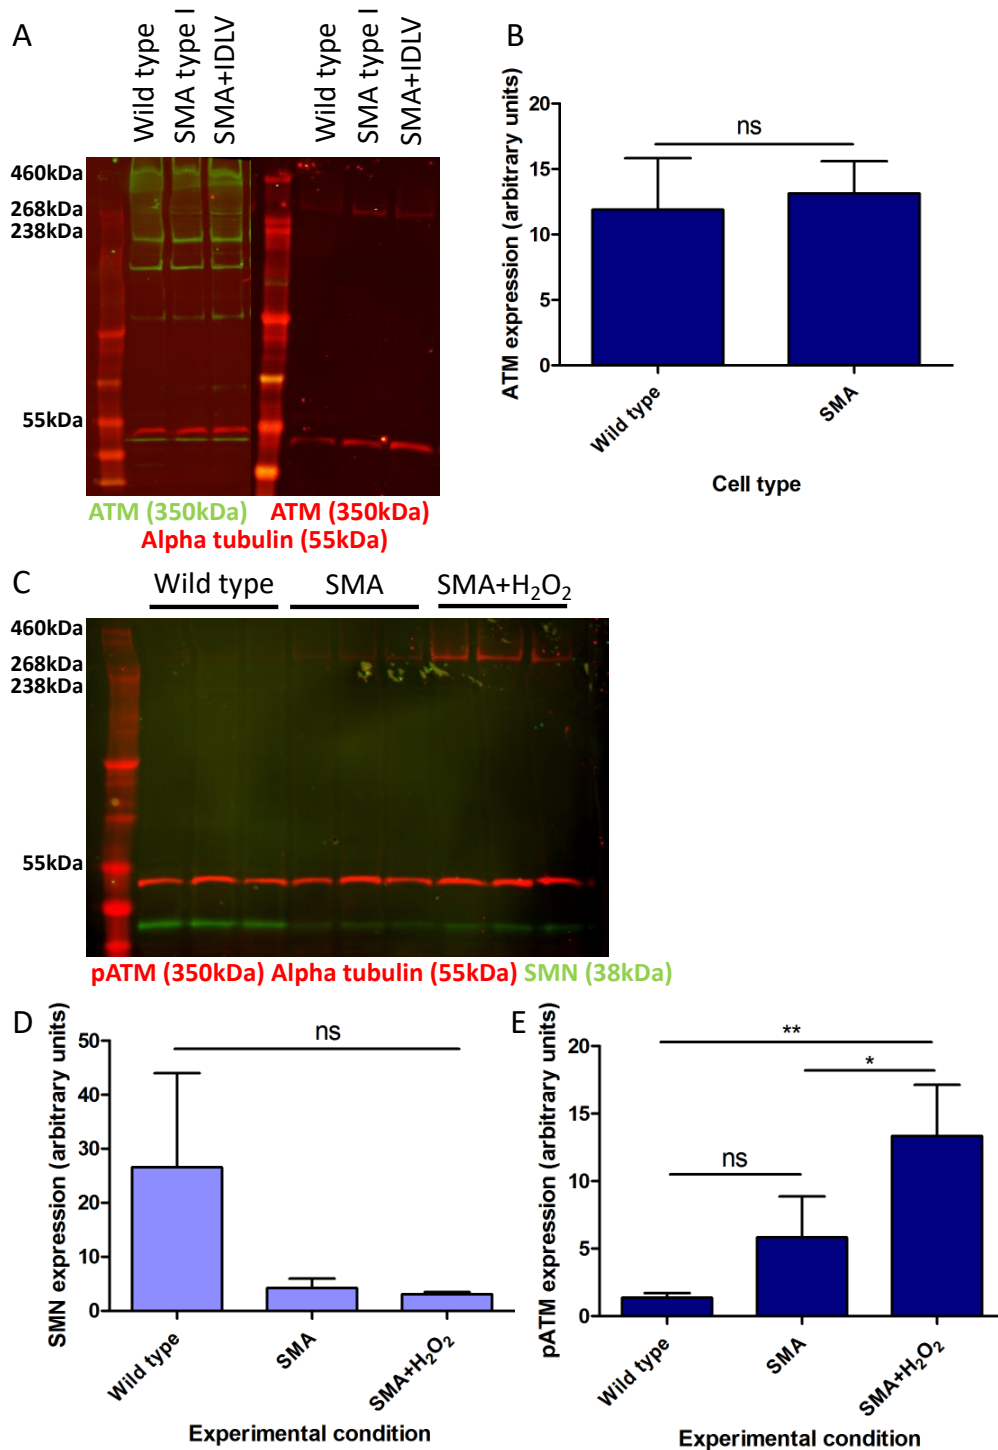 A
Wild type
SMA type I
SMA+IDLV
Wild type
SMA type I
SMA+IDLV
460kDa
268kDa
238kDa
55kDa
ATM (350kDa) ATM (350kDa)
Alpha tubulin (55kDa)
B
ATM expression (arbitrary units)
20
15
10
5
0
ns
Wild type
SMA
Cell type
C
Wild type SMA SMA+H₂O₂
460kDa
268kDa
238kDa
55kDa
pATM (350kDa) Alpha tubulin (55kDa) SMN (38kDa)
D
SMN expression (arbitrary units)
50
40
30
20
10
0
ns
Wild type
SMA
SMA+H₂O₂
Experimental condition
E
pATM expression (arbitrary units)
20
15
10
5
0
**
*
ns
Wild type
SMA
SMA+H₂O₂
Experimental condition